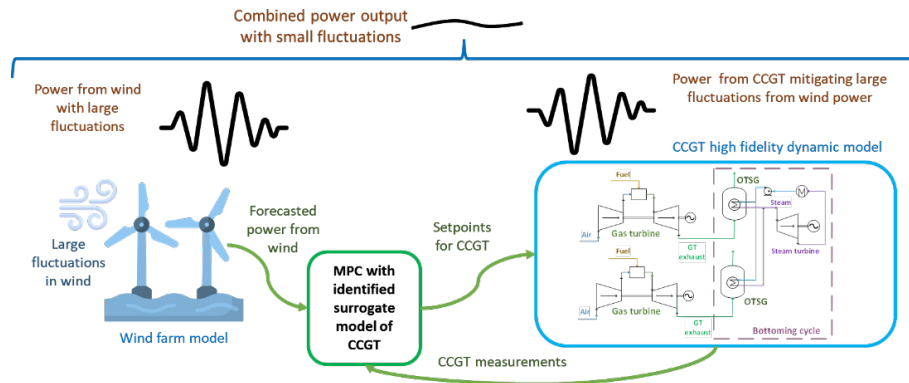 Combined power output
with small fluctuations
Power from wind
with large
fluctuations
Power from CCGT mitigating large
fluctuations from wind power
CCGT high fidelity dynamic model
Large
fluctuations
in wind
Wind farm model
Forecasted
power from
wind
MPC with
identified
surrogate
model of
CCGT
Setpoints
for CCGT
CCGT measurements
Fuel
Air
Gas turbine
GT
exhaust
OTSG
Steam
M
Steam turbine
Fuel
Air
Gas turbine
GT
exhaust
OTSG
Bottoming cycle